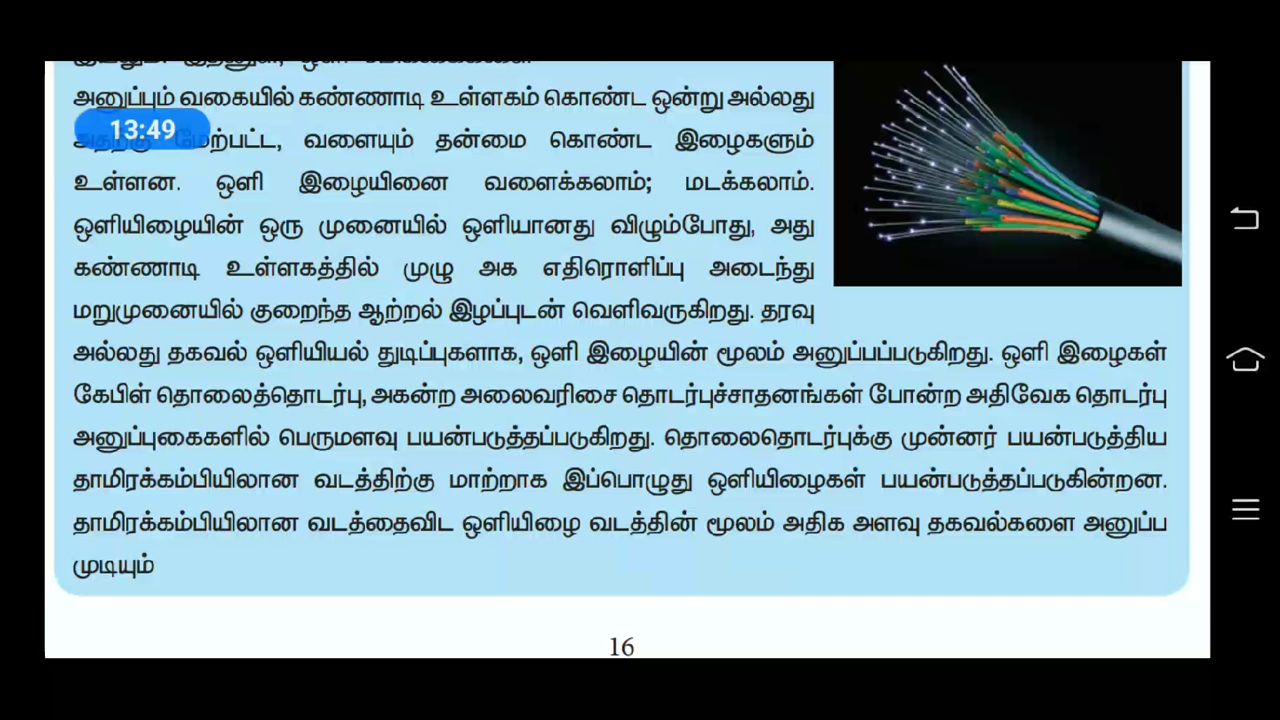 அனுப்பும் வகையில் கண்ணாடி உள்ளகம் கொண்ட ஒன்று அல்லது
13:49
மேற்பட்ட, வளையும் தன்மை கொண்ட இழைகளும்
உள்ளன. ஒளி இழையினை வளைக்கலாம்; மடக்கலாம்.
ஒளியிழையின் ஒரு முனையில் ஒளியானது விழும்போது, அது
கண்ணாடி உள்ளகத்தில் முழு அக எதிரொளிப்பு அடைந்து
மறுமுனையில் குறைந்த ஆற்றல் இழப்புடன் வெளிவருகிறது. தரவு
அல்லது தகவல் ஒளியியல் துடிப்புகளாக, ஒளி இழையின் மூலம் அனுப்பப்படுகிறது. ஒளி இழைகள்
கேபிள் தொலைத்தொடர்பு, அகன்ற அலைவரிசை தொடர்புச்சாதனங்கள் போன்ற அதிவேக தொடர்பு
அனுப்புகைகளில் பெருமளவு பயன்படுத்தப்படுகிறது. தொலைதொடர்புக்கு முன்னர் பயன்படுத்திய
தாமிரக்கம்பியிலான வடத்திற்கு மாற்றாக இப்பொழுது ஒளியிழைகள் பயன்படுத்தப்படுகின்றன.
தாமிரக்கம்பியிலான வடத்தைவிட ஒளியிழை வடத்தின் மூலம் அதிக அளவு தகவல்களை அனுப்ப
முடியும்
16